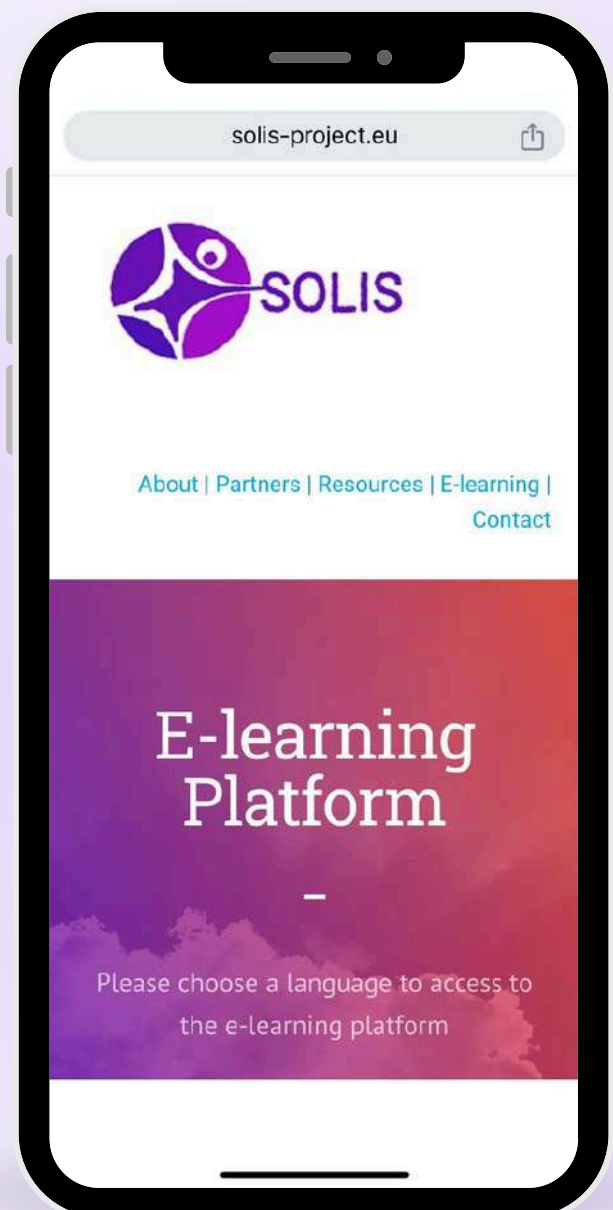 solis-project.eu
SOLIS
About | Partners | Resources | E-learning |
Contact
E-learning
Platform
–
Please choose a language to access to
the e-learning platform